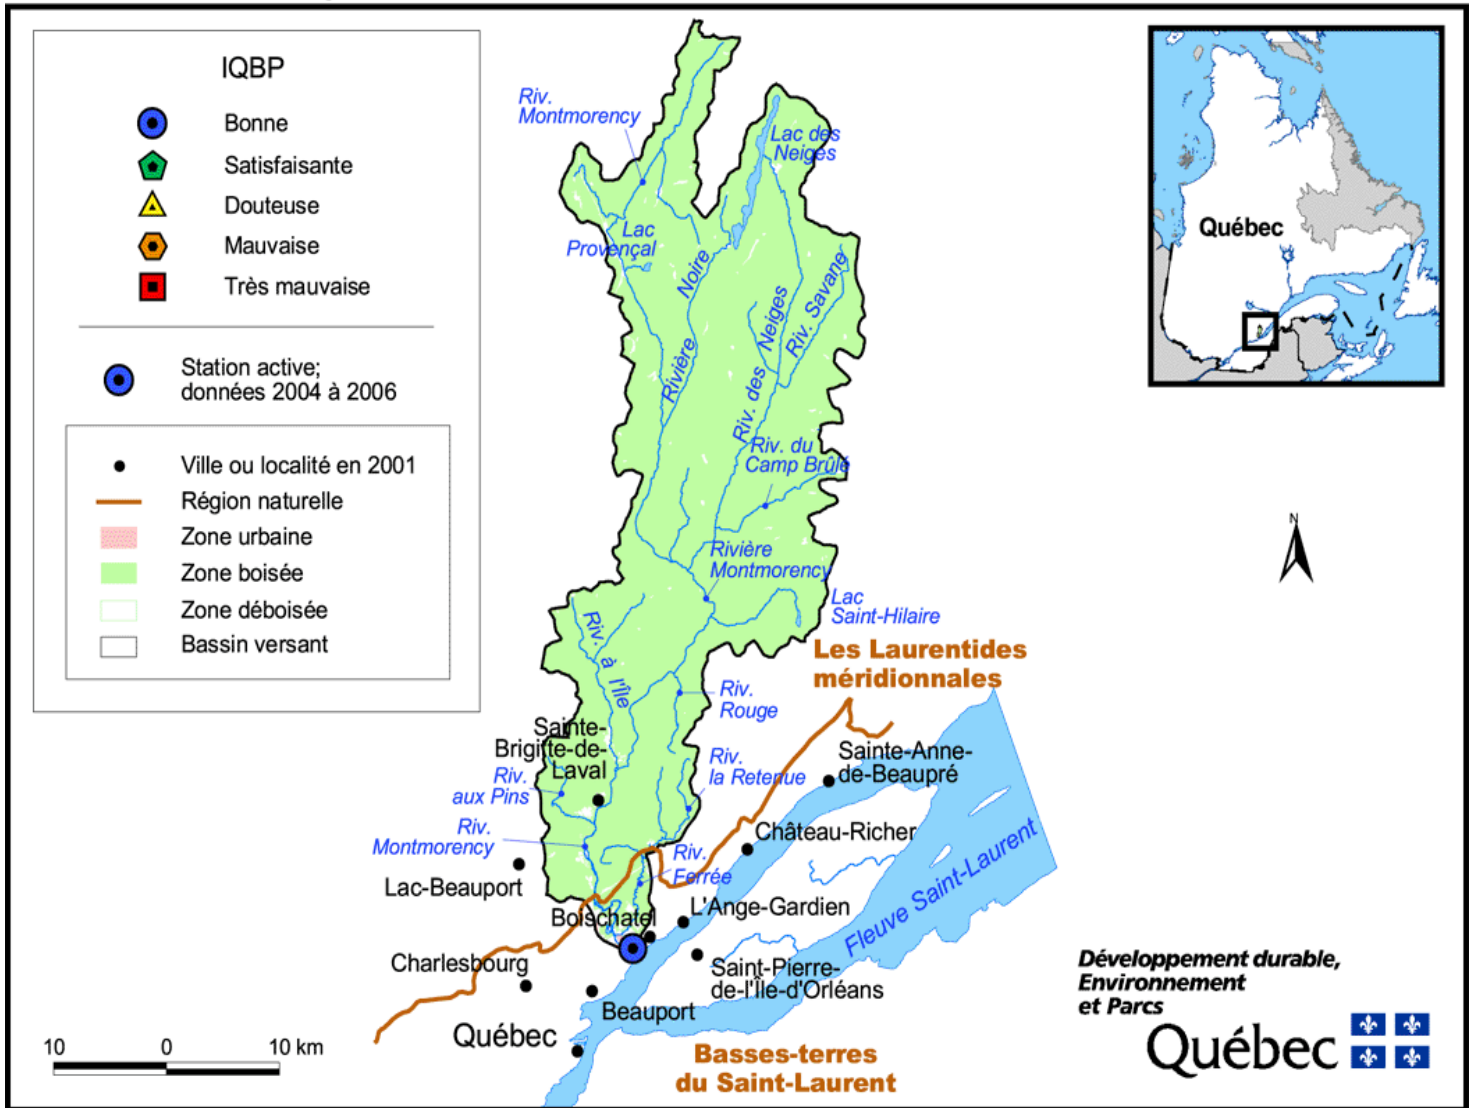 IQBP
Bonne
Satisfaisante
Douteuse
Mauvaise
Très mauvaise
Station active;
données 2004 à 2006
Ville ou localité en 2001
Région naturelle
Zone urbaine
Zone boisée
Zone déboisée
Bassin versant
Riv.
Montmorency
Lac des
Neiges
Lac
Provençal
Rivière Noire
Riv. des Neiges
Riv. Savane
Riv. du
Camp Brûlé
Rivière
Montmorency
Lac
Saint-Hilaire
Riv. à l'Île
Les Laurentides
méridionnales
Riv.
Rouge
Sainte-
Brigitte-de-
Laval
Riv.
aux Pins
Riv.
la Retenue
Sainte-Anne-
de-Beaupré
Riv.
Montmorency
Château-Richer
Riv.
Ferrée
Lac-Beauport
L'Ange-Gardien
Boischatel
Fleuve Saint-Laurent
Charlesbourg
Saint-Pierre-
de-l'Île-d'Orléans
Beauport
Québec
Basses-terres
du Saint-Laurent
10 0 10 km
Québec
N
Développement durable,
Environnement
et Parcs
Québec